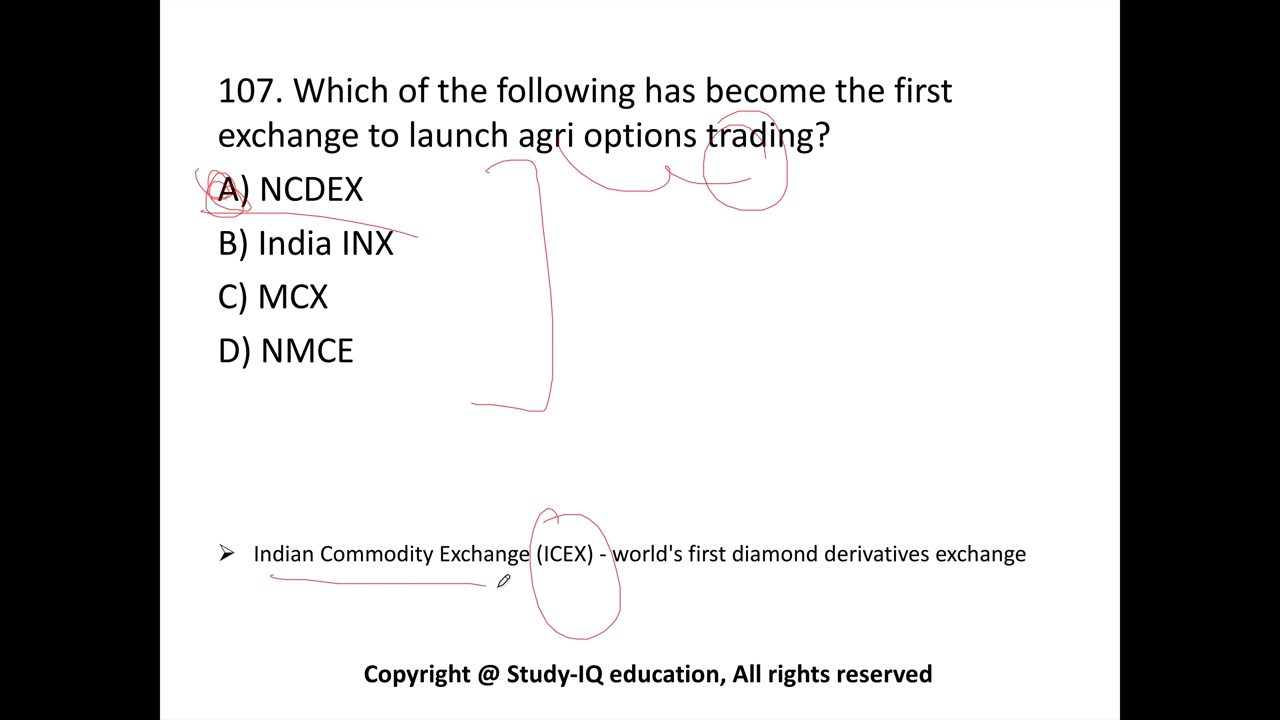 107. Which of the following has become the first
exchange to launch agri options trading?
A) NCDEX
B) India INX
C) MCX
D) NMCE
➢ Indian Commodity Exchange (ICEX) - world's first diamond derivatives exchange
Copyright @ Study-IQ education, All rights reserved